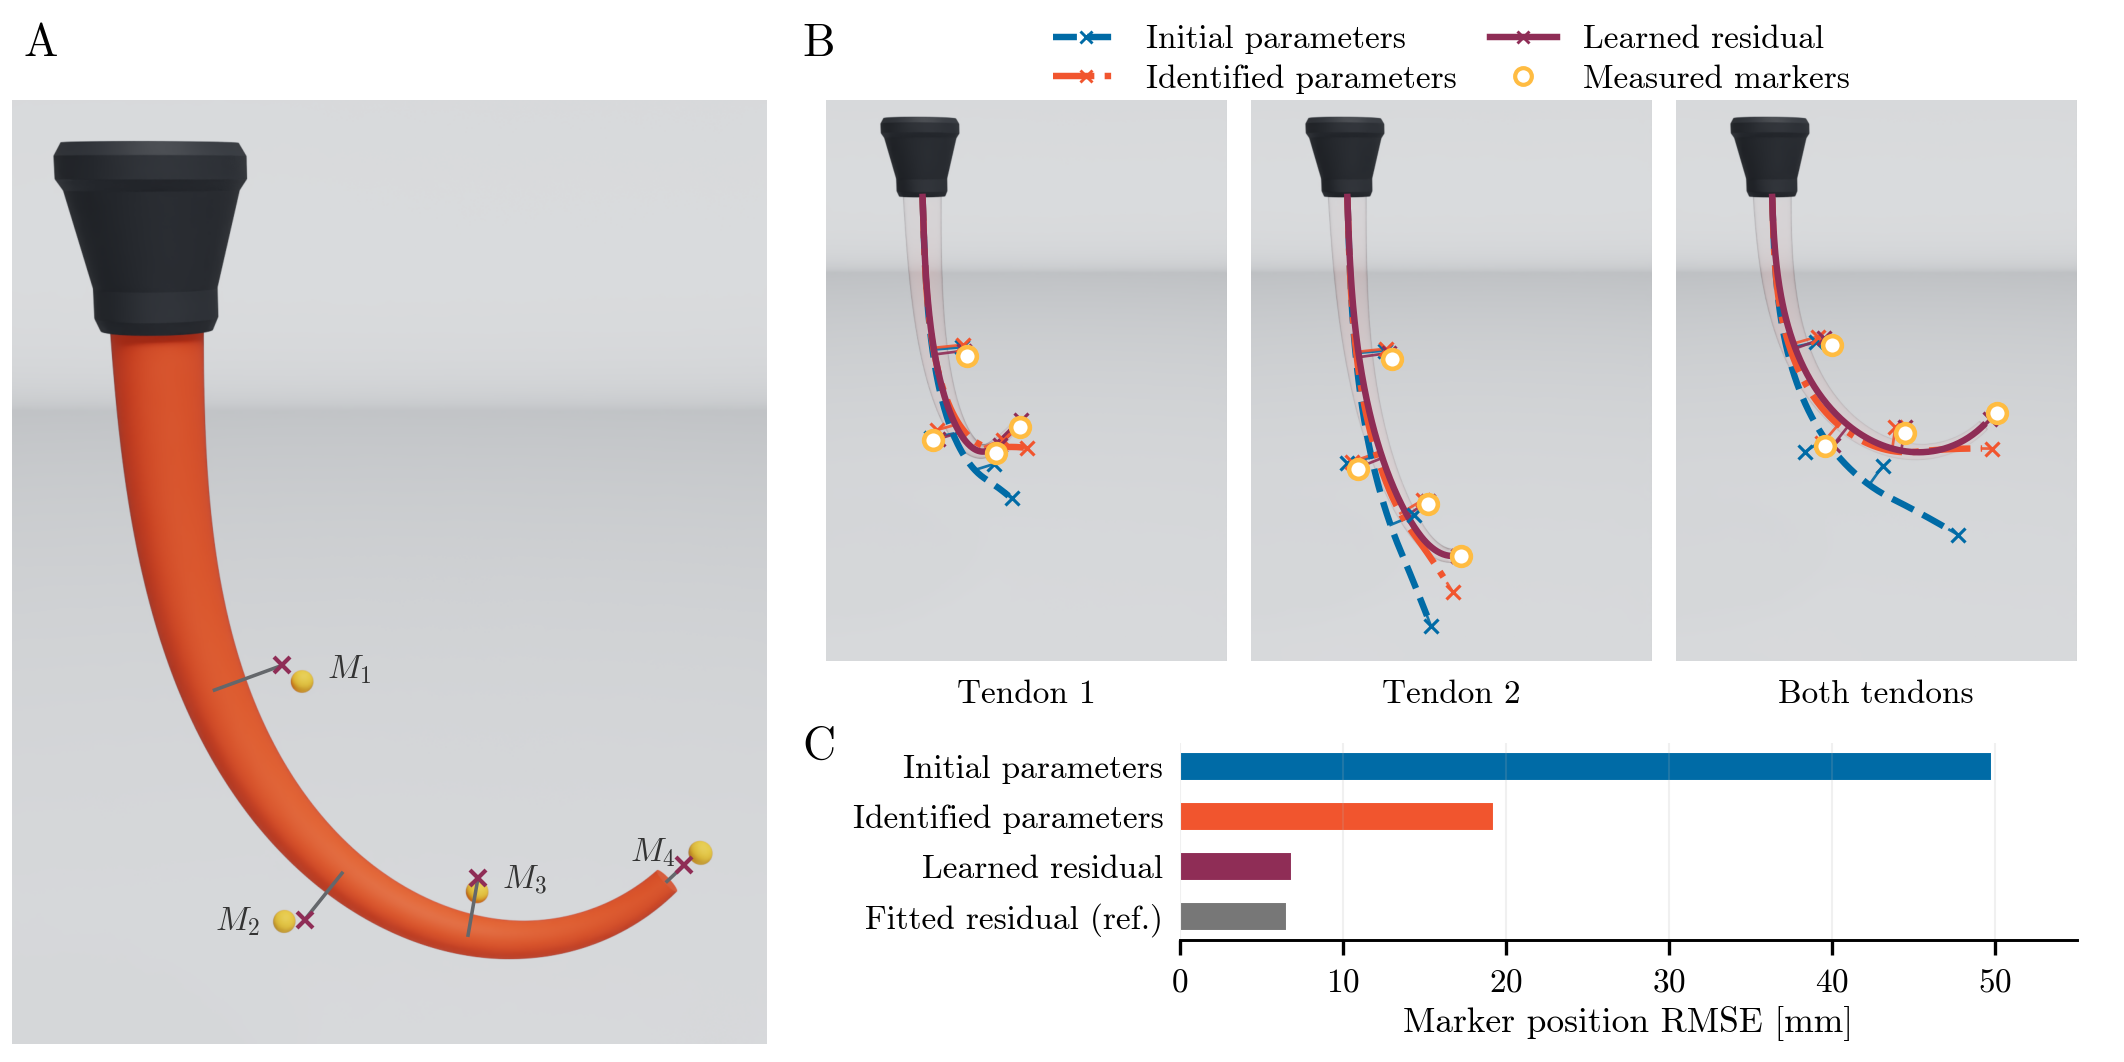 A
M1
M2
M3
M4
B
Initial parameters
Identified parameters
Learned residual
Measured markers
Tendon 1
Tendon 2
Both tendons
C
Initial parameters
Identified parameters
Learned residual
Fitted residual (ref.)
0 10 20 30 40 50
Marker position RMSE [mm]